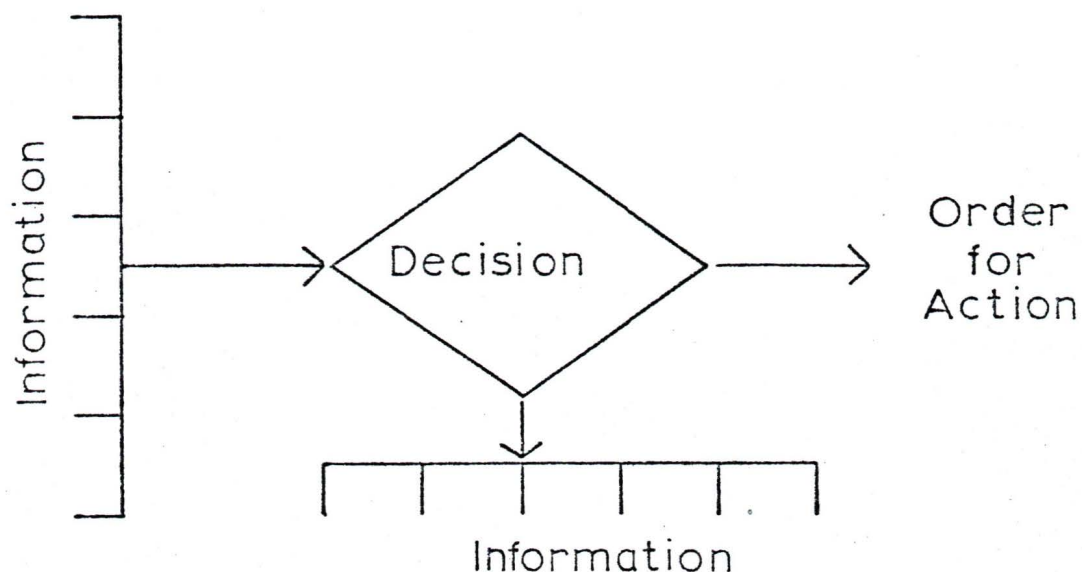 Information
Decision
Order
for
Action
Information